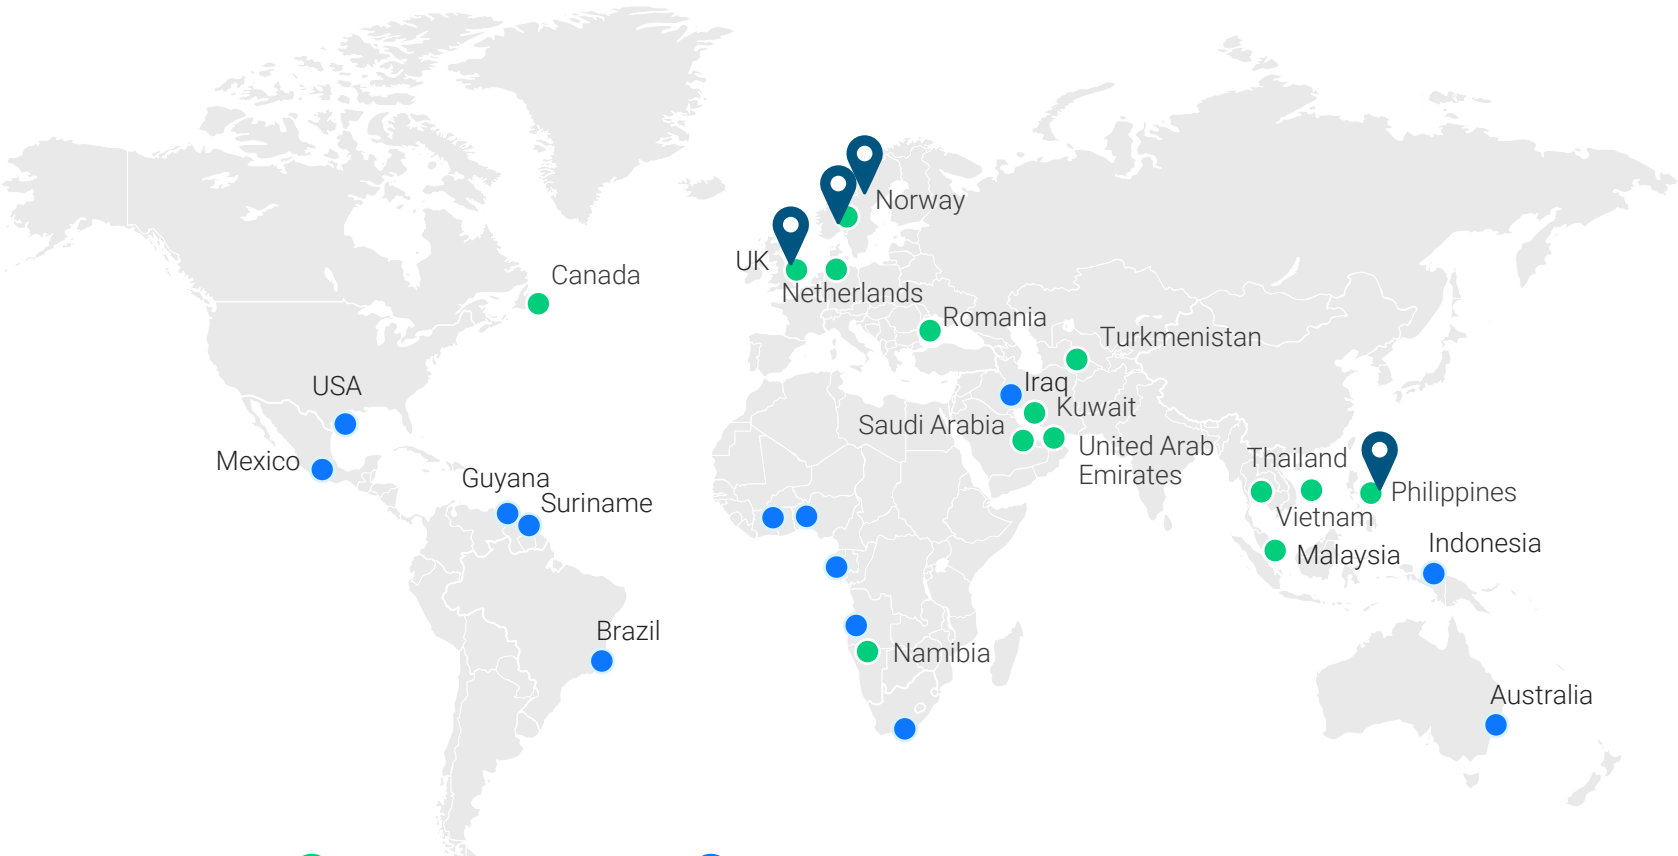 Norway
UK
Canada
Netherlands
Romania
Turkmenistan
USA
Iraq
Kuwait
Saudi Arabia
United Arab
Emirates
Mexico
Thailand
Guyana
Philippines
Suriname
Vietnam
Indonesia
Malaysia
Brazil
Namibia
Australia